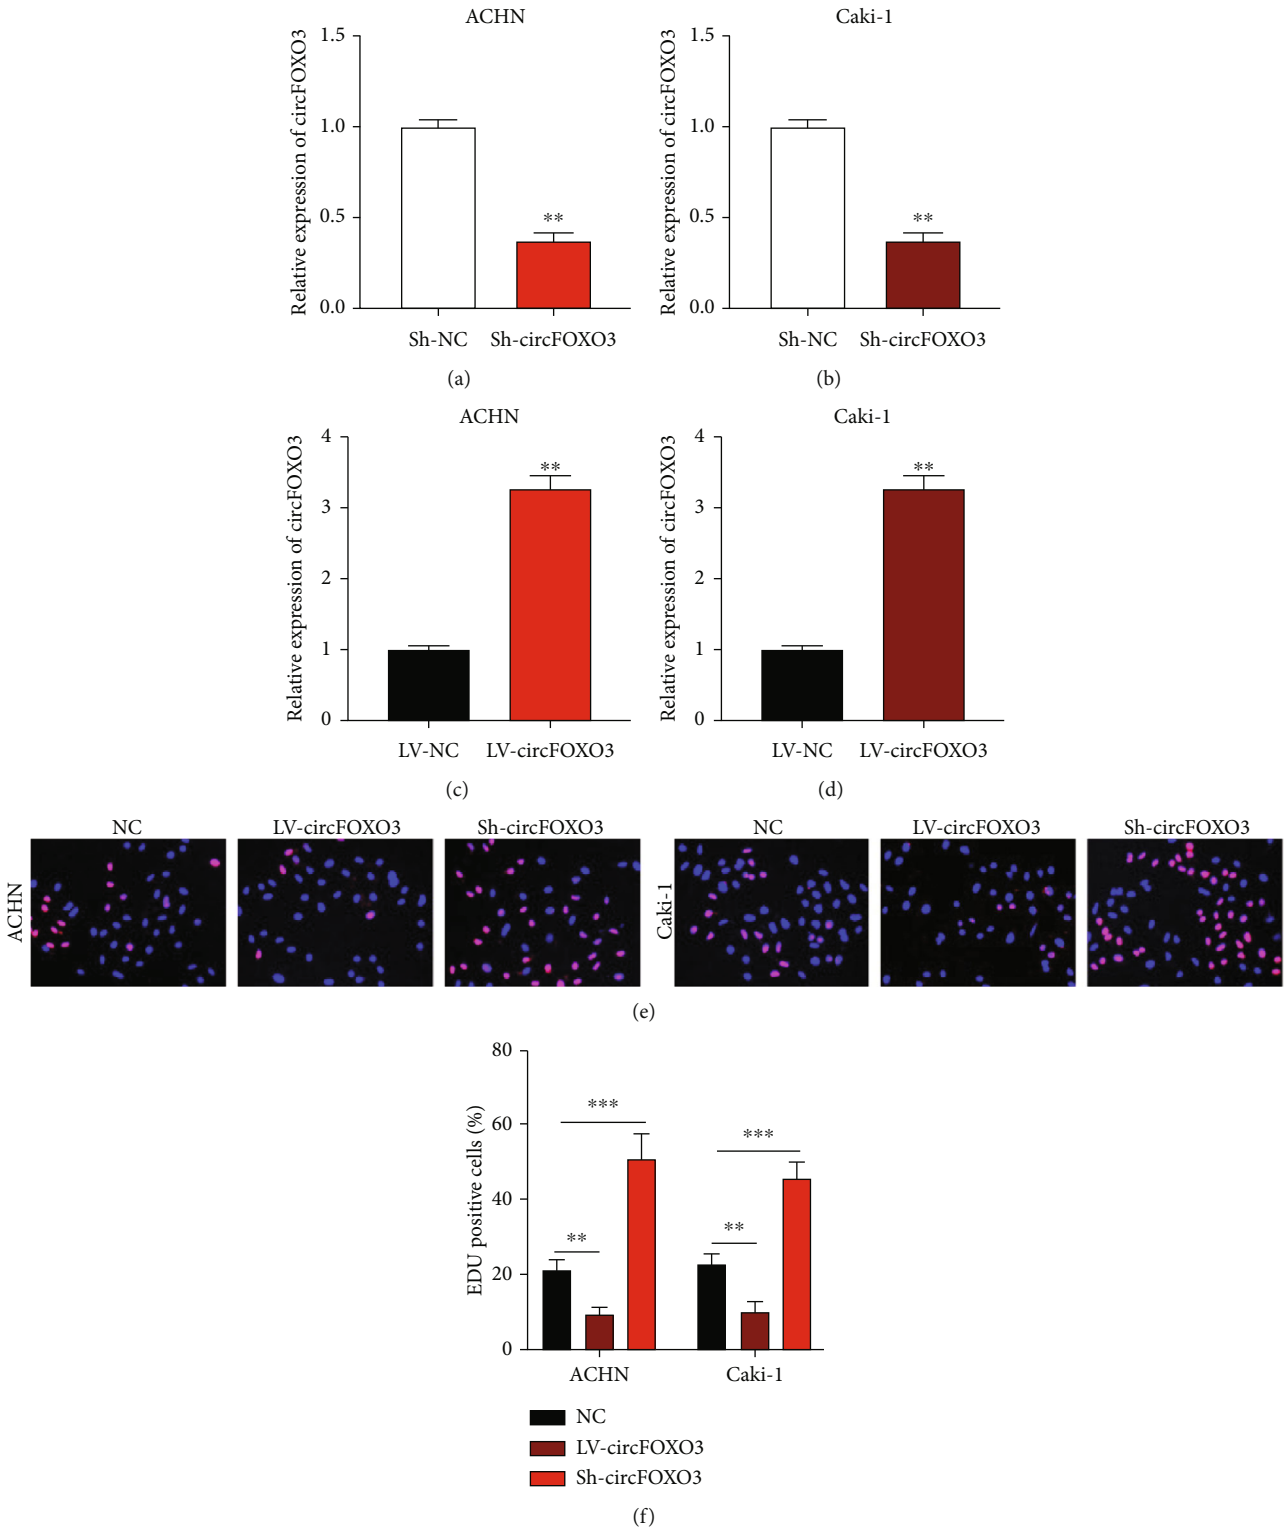 ACHN
Relative expression of circFOXO3
1.5
1.0
0.5
0.0
**
Sh-NC Sh-circFOXO3
(a)
Caki-1
Relative expression of circFOXO3
1.5
1.0
0.5
0.0
**
Sh-NC Sh-circFOXO3
(b)
ACHN
Relative expression of circFOXO3
4
3
2
1
0
**
LV-NC LV-circFOXO3
(c)
Caki-1
Relative expression of circFOXO3
4
3
2
1
0
**
LV-NC LV-circFOXO3
(d)
NC LV-circFOXO3 Sh-circFOXO3
ACHN
NC LV-circFOXO3 Sh-circFOXO3
Caki-1
(e)
EDU positive cells (%)
80
60
40
20
0
***
**
***
**
ACHN Caki-1
NC
LV-circFOXO3
Sh-circFOXO3
(f)